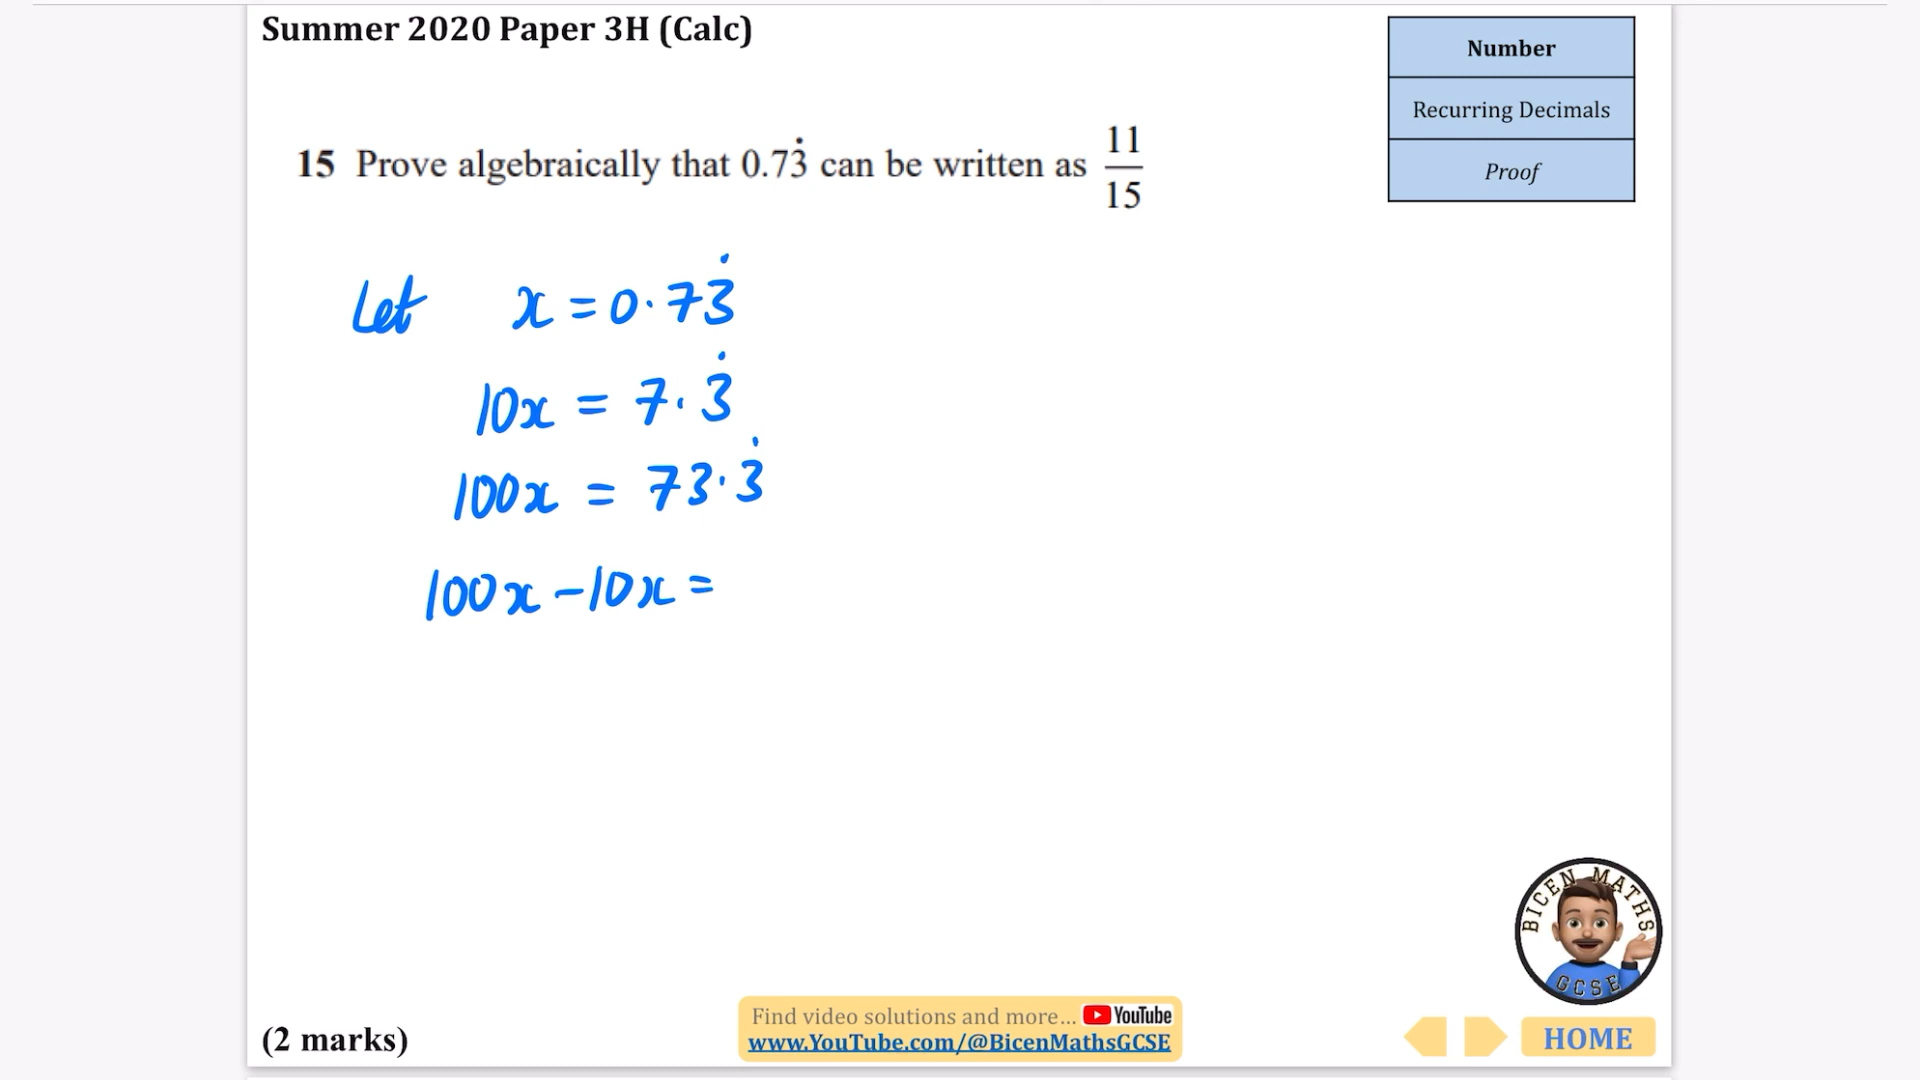 Summer 2020 Paper 3H (Calc)
Number
Recurring Decimals
Proof
15 Prove algebraically that 0.73̇ can be written as 11/15
Let x = 0.73̇
10x = 7.3̇
100x = 73.3̇
100x - 10x =
BICEN MATHS
GCSE
(2 marks)
Find video solutions and more... YouTube
www.YouTube.com/@BicenMathsGCSE
HOME